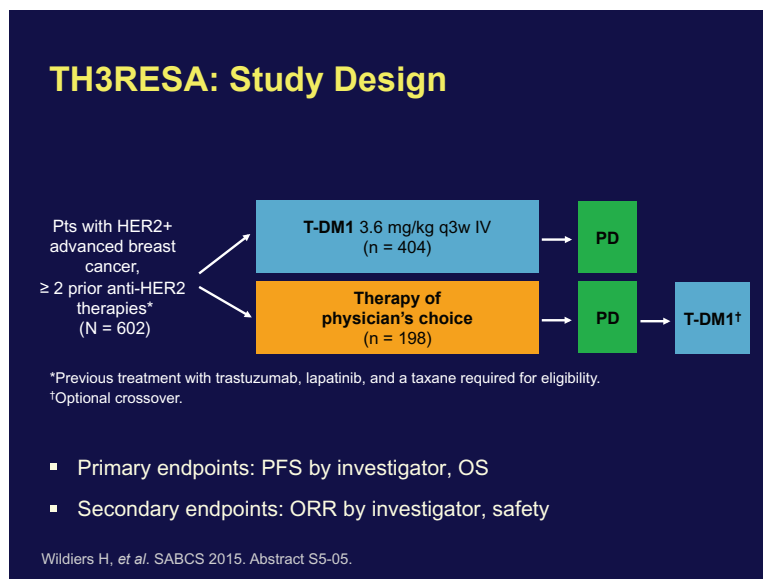 TH3RESA: Study Design
Pts with HER2+
advanced breast
cancer,
≥ 2 prior anti-HER2
therapies*
(N = 602)
T-DM1 3.6 mg/kg q3w IV
(n = 404)
PD
Therapy of
physician's choice
(n = 198)
PD
T-DM1†
*Previous treatment with trastuzumab, lapatinib, and a taxane required for eligibility.
†Optional crossover.
▪ Primary endpoints: PFS by investigator, OS
▪ Secondary endpoints: ORR by investigator, safety
Wildiers H, et al. SABCS 2015. Abstract S5-05.